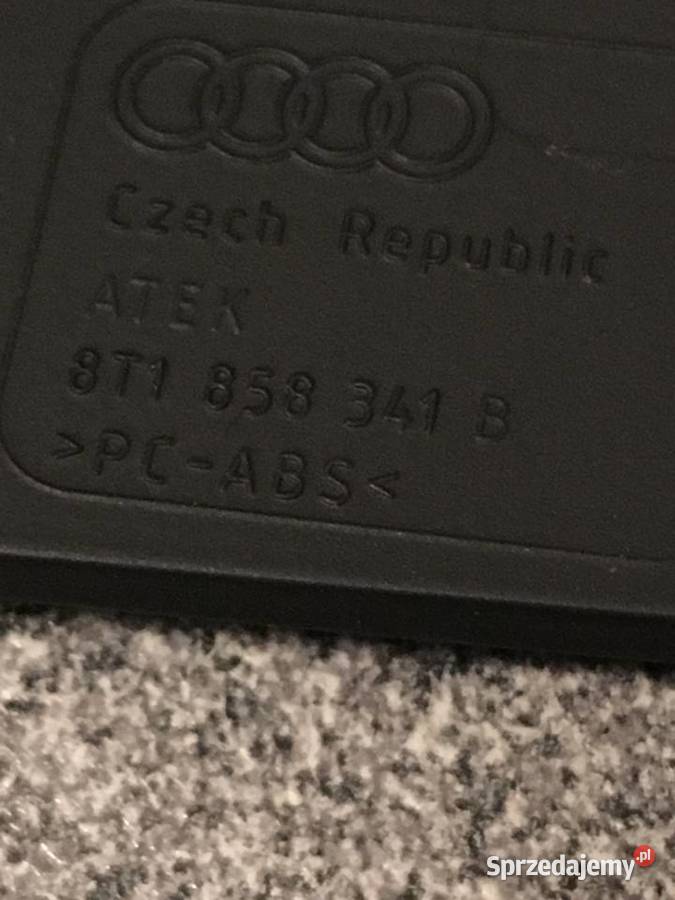 Czech Republic
ATEK
8T1 858 341 B
>PC-ABS<
Sprzedajemy.pl